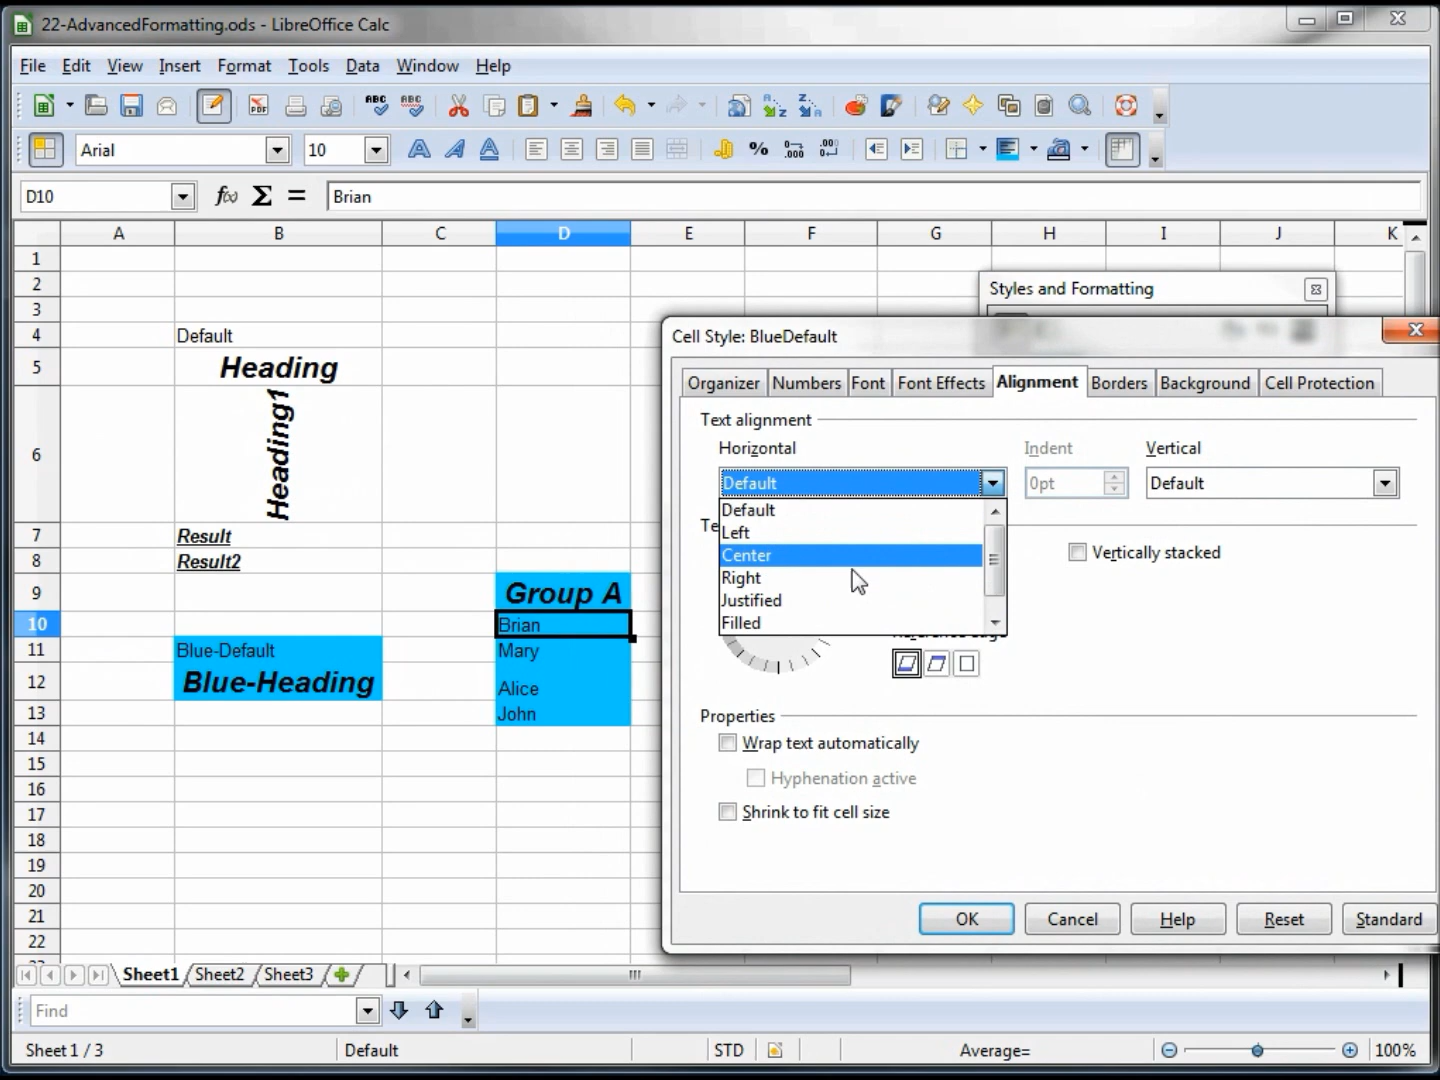 22-AdvancedFormatting.ods - LibreOffice Calc
File Edit View Insert Format Tools Data Window Help
Arial 10
D10 Brian
A B C D E F G H I J K
1
2
3
Styles and Formatting
4 Default
Cell Style: BlueDefault
5 Heading
Organizer Numbers Font Font Effects Alignment Borders Background Cell Protection
Text alignment
Horizontal Indent Vertical
6 Heading1
Default 0pt Default
Default
Left
Center
Right
Justified
Filled
Vertically stacked
7 Result
8 Result2
9 Group A
10 Brian
11 Blue-Default Mary
12 Blue-Heading Alice
13 John
14
15
16
17
18
19
20
21
22
Properties
Wrap text automatically
Hyphenation active
Shrink to fit cell size
OK Cancel Help Reset Standard
Sheet1 Sheet2 Sheet3
Find
Sheet 1 / 3 Default STD Average= 100%